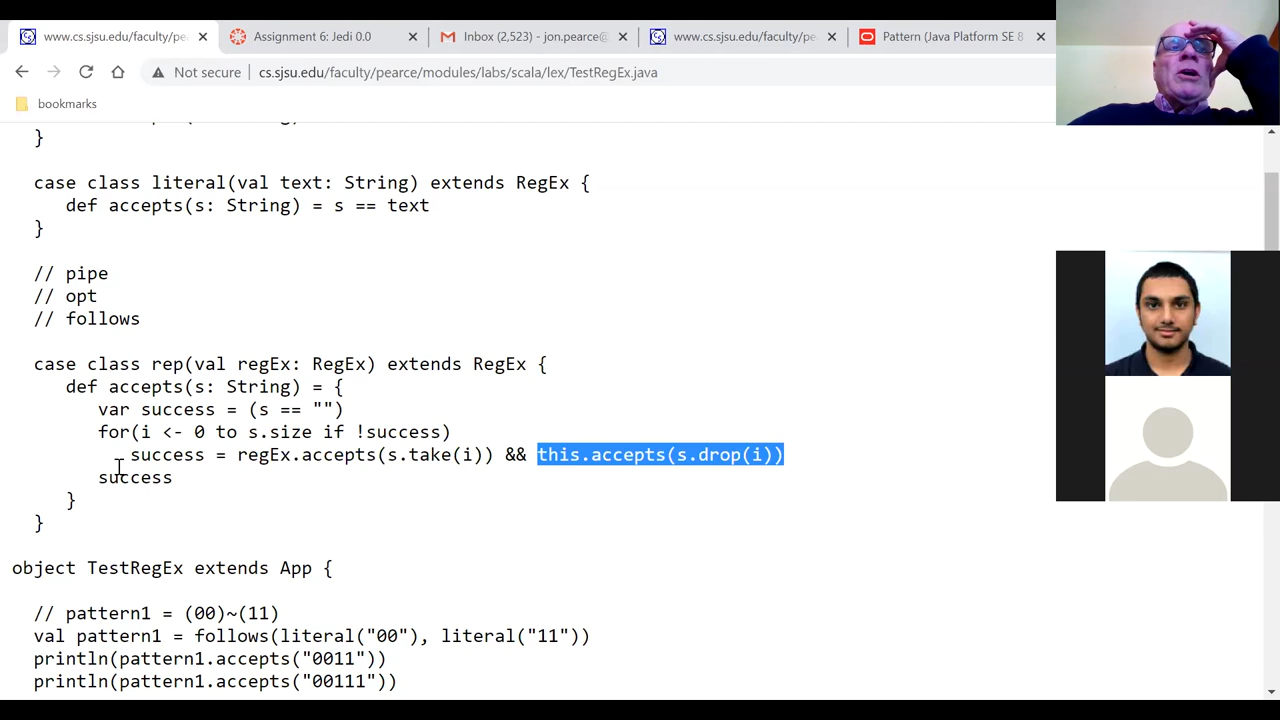 www.cs.sjsu.edu/faculty/pe
Assignment 6: Jedi 0.0
Inbox (2,523) - jon.pearce@
www.cs.sjsu.edu/faculty/pe
Pattern (Java Platform SE 8
Not secure
cs.sjsu.edu/faculty/pearce/modules/labs/scala/lex/TestRegEx.java
bookmarks
}
case class literal(val text: String) extends RegEx {
def accepts(s: String) = s == text
}
// pipe
// opt
// follows
case class rep(val regEx: RegEx) extends RegEx {
def accepts(s: String) = {
var success = (s == "")
for(i <- 0 to s.size if !success)
success = regEx.accepts(s.take(i)) && this.accepts(s.drop(i))
success
}
}
object TestRegEx extends App {
// pattern1 = (00)~(11)
val pattern1 = follows(literal("00"), literal("11"))
println(pattern1.accepts("0011"))
println(pattern1.accepts("00111"))